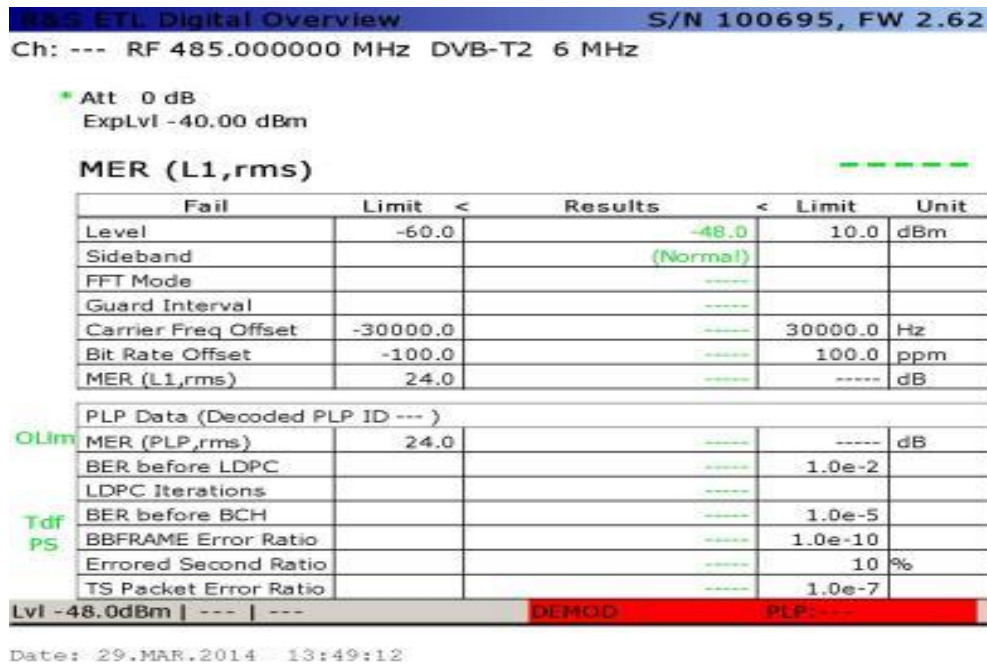 R&S ETL Digital Overview S/N 100695, FW 2.62
Ch: --- RF 485.000000 MHz DVB-T2 6 MHz
* Att 0 dB
ExpLvl -40.00 dBm
MER (L1,rms) -----
Fail Limit < Results < Limit Unit
Level -60.0 -48.0 10.0 dBm
Sideband (Normal)
FFT Mode -----
Guard Interval -----
Carrier Freq Offset -30000.0 ----- 30000.0 Hz
Bit Rate Offset -100.0 ----- 100.0 ppm
MER (L1,rms) 24.0 ----- ----- dB
PLP Data (Decoded PLP ID --- )
OLim
MER (PLP,rms) 24.0 ----- ----- dB
BER before LDPC ----- 1.0e-2
LDPC Iterations -----
Tdf
BER before BCH ----- 1.0e-5
PS
BBFRAME Error Ratio ----- 1.0e-10
Errored Second Ratio ----- 10 %
TS Packet Error Ratio ----- 1.0e-7
Lvl -48.0dBm | --- | --- DEMOD PLP:---
Date: 29.MAR.2014 13:49:12